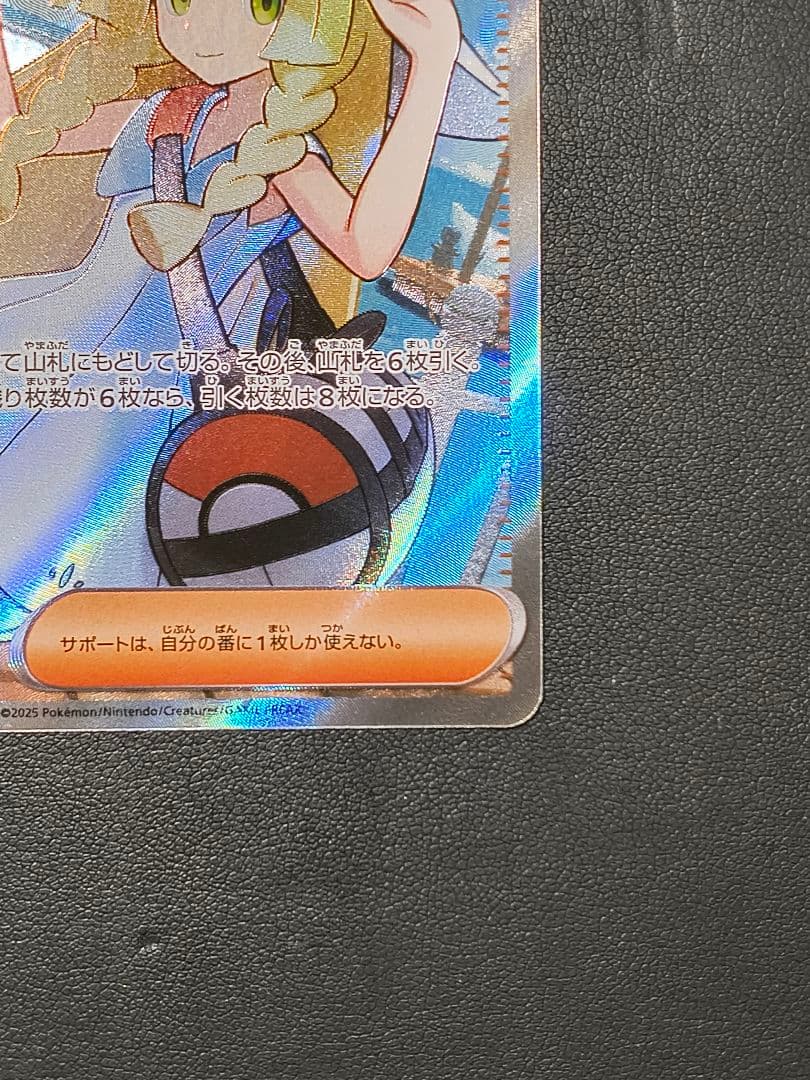 て山札にもどして切る。その後、山札を6枚引く。
り枚数が6枚なら、引く枚数は8枚になる。
サポートは、自分の番に1枚しか使えない。
©2025 Pokémon/Nintendo/Creatures/GAME FREAK